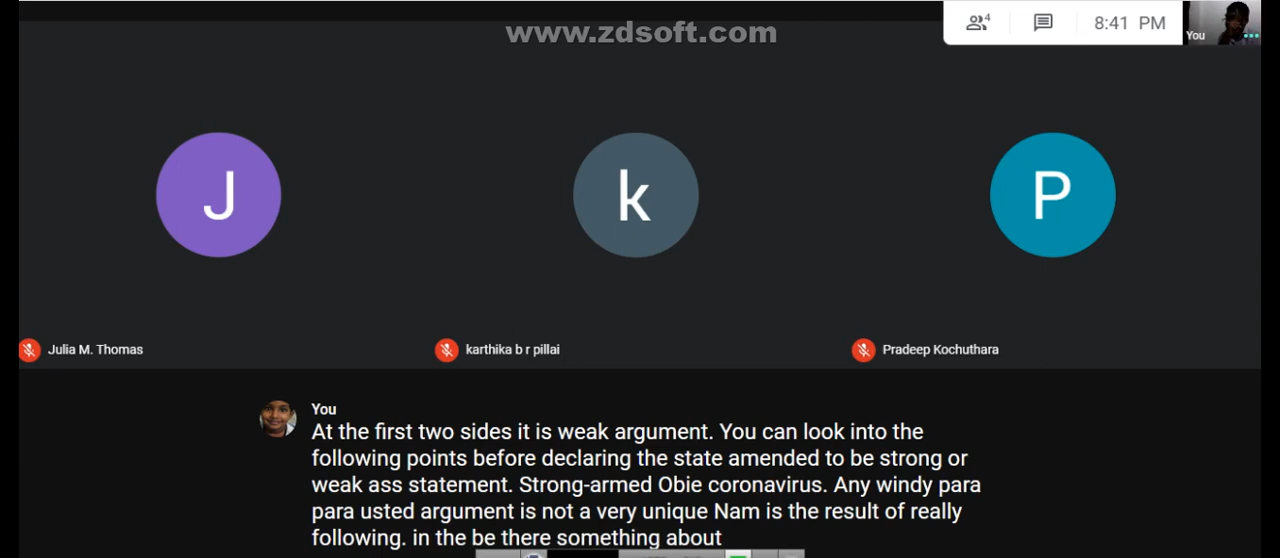 www.zdsoft.com
4
8:41 PM
You
J
k
P
Julia M. Thomas
karthika b r pillai
Pradeep Kochuthara
You
At the first two sides it is weak argument. You can look into the
following points before declaring the state amended to be strong or
weak ass statement. Strong-armed Obie coronavirus. Any windy para
para usted argument is not a very unique Nam is the result of really
following. in the be there something about